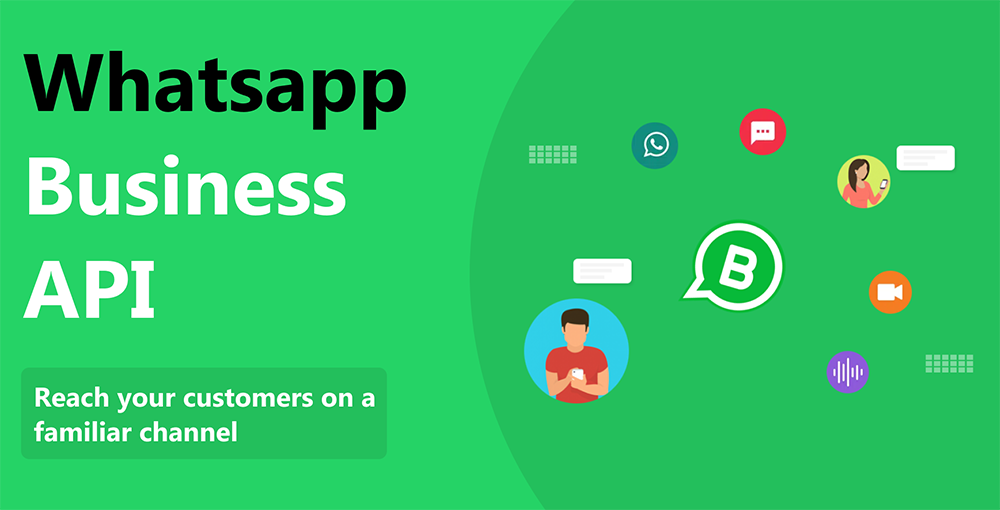 Whatsapp
Business
API
Reach your customers on a
familiar channel
B